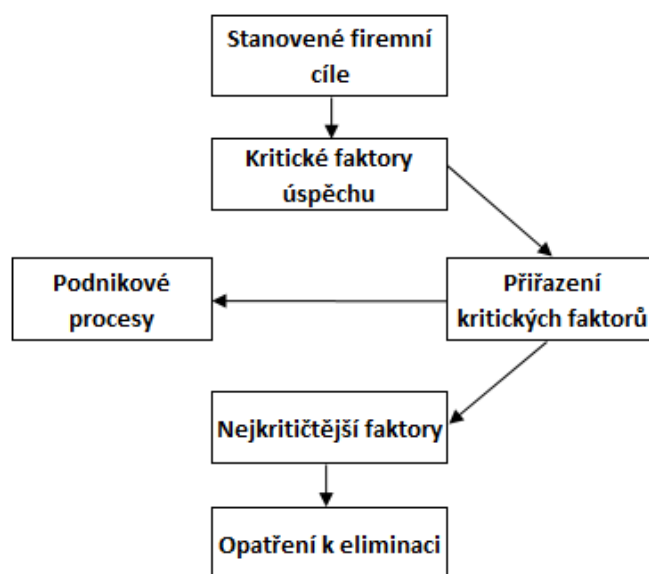 Stanovené firemní
cíle
Kritické faktory
úspěchu
Podnikové
procesy
Přiřazení
kritických faktorů
Nejkritičtější faktory
Opatření k eliminaci